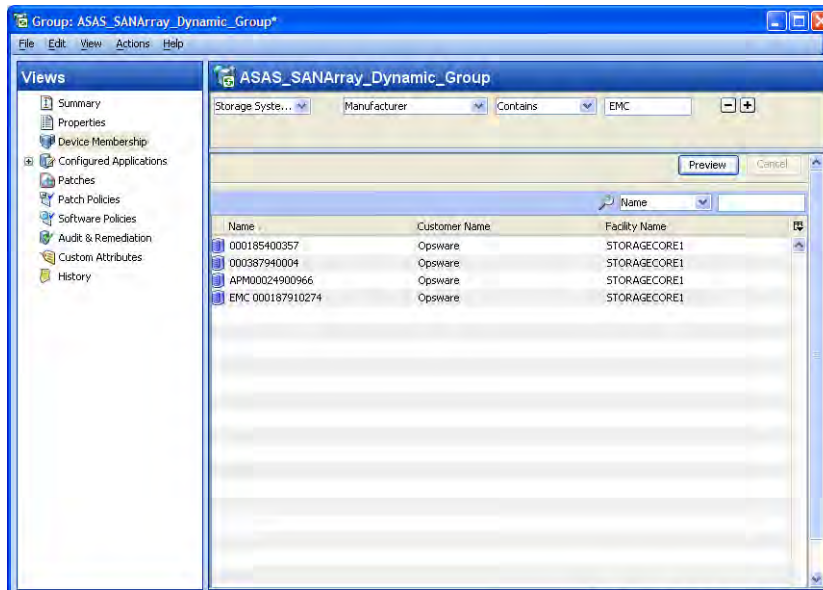 Group: ASAS_SANArray_Dynamic_Group*
File Edit View Actions Help
Views
Summary
Properties
Device Membership
Configured Applications
Patches
Patch Policies
Software Policies
Audit & Remediation
Custom Attributes
History
ASAS_SANArray_Dynamic_Group
Storage Syste... Manufacturer Contains EMC
Preview Cancel
Name
Name Customer Name Facility Name
000185400357 Opsware STORAGECORE1
000387940004 Opsware STORAGECORE1
APM00024900966 Opsware STORAGECORE1
EMC 000187910274 Opsware STORAGECORE1